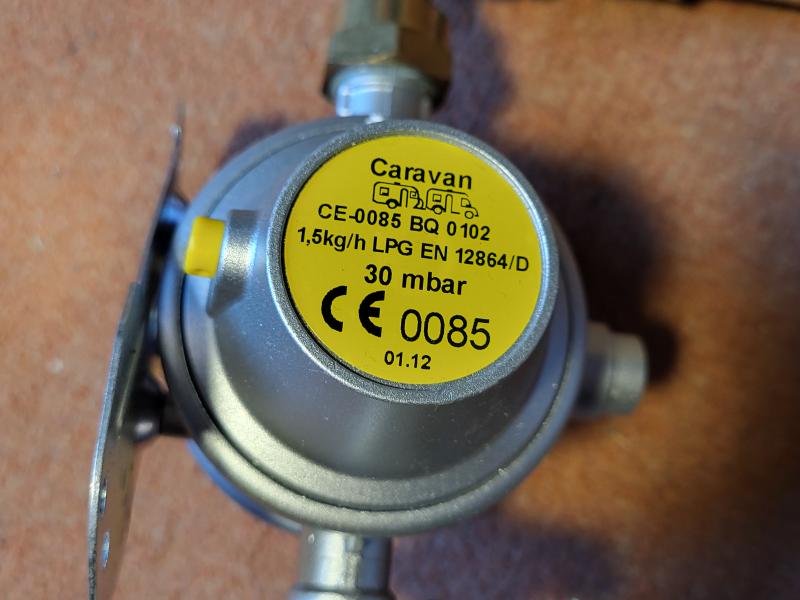 Caravan
CE-0085 BQ 0102
1,5kg/h LPG EN 12864/D
30 mbar
CE 0085
01.12